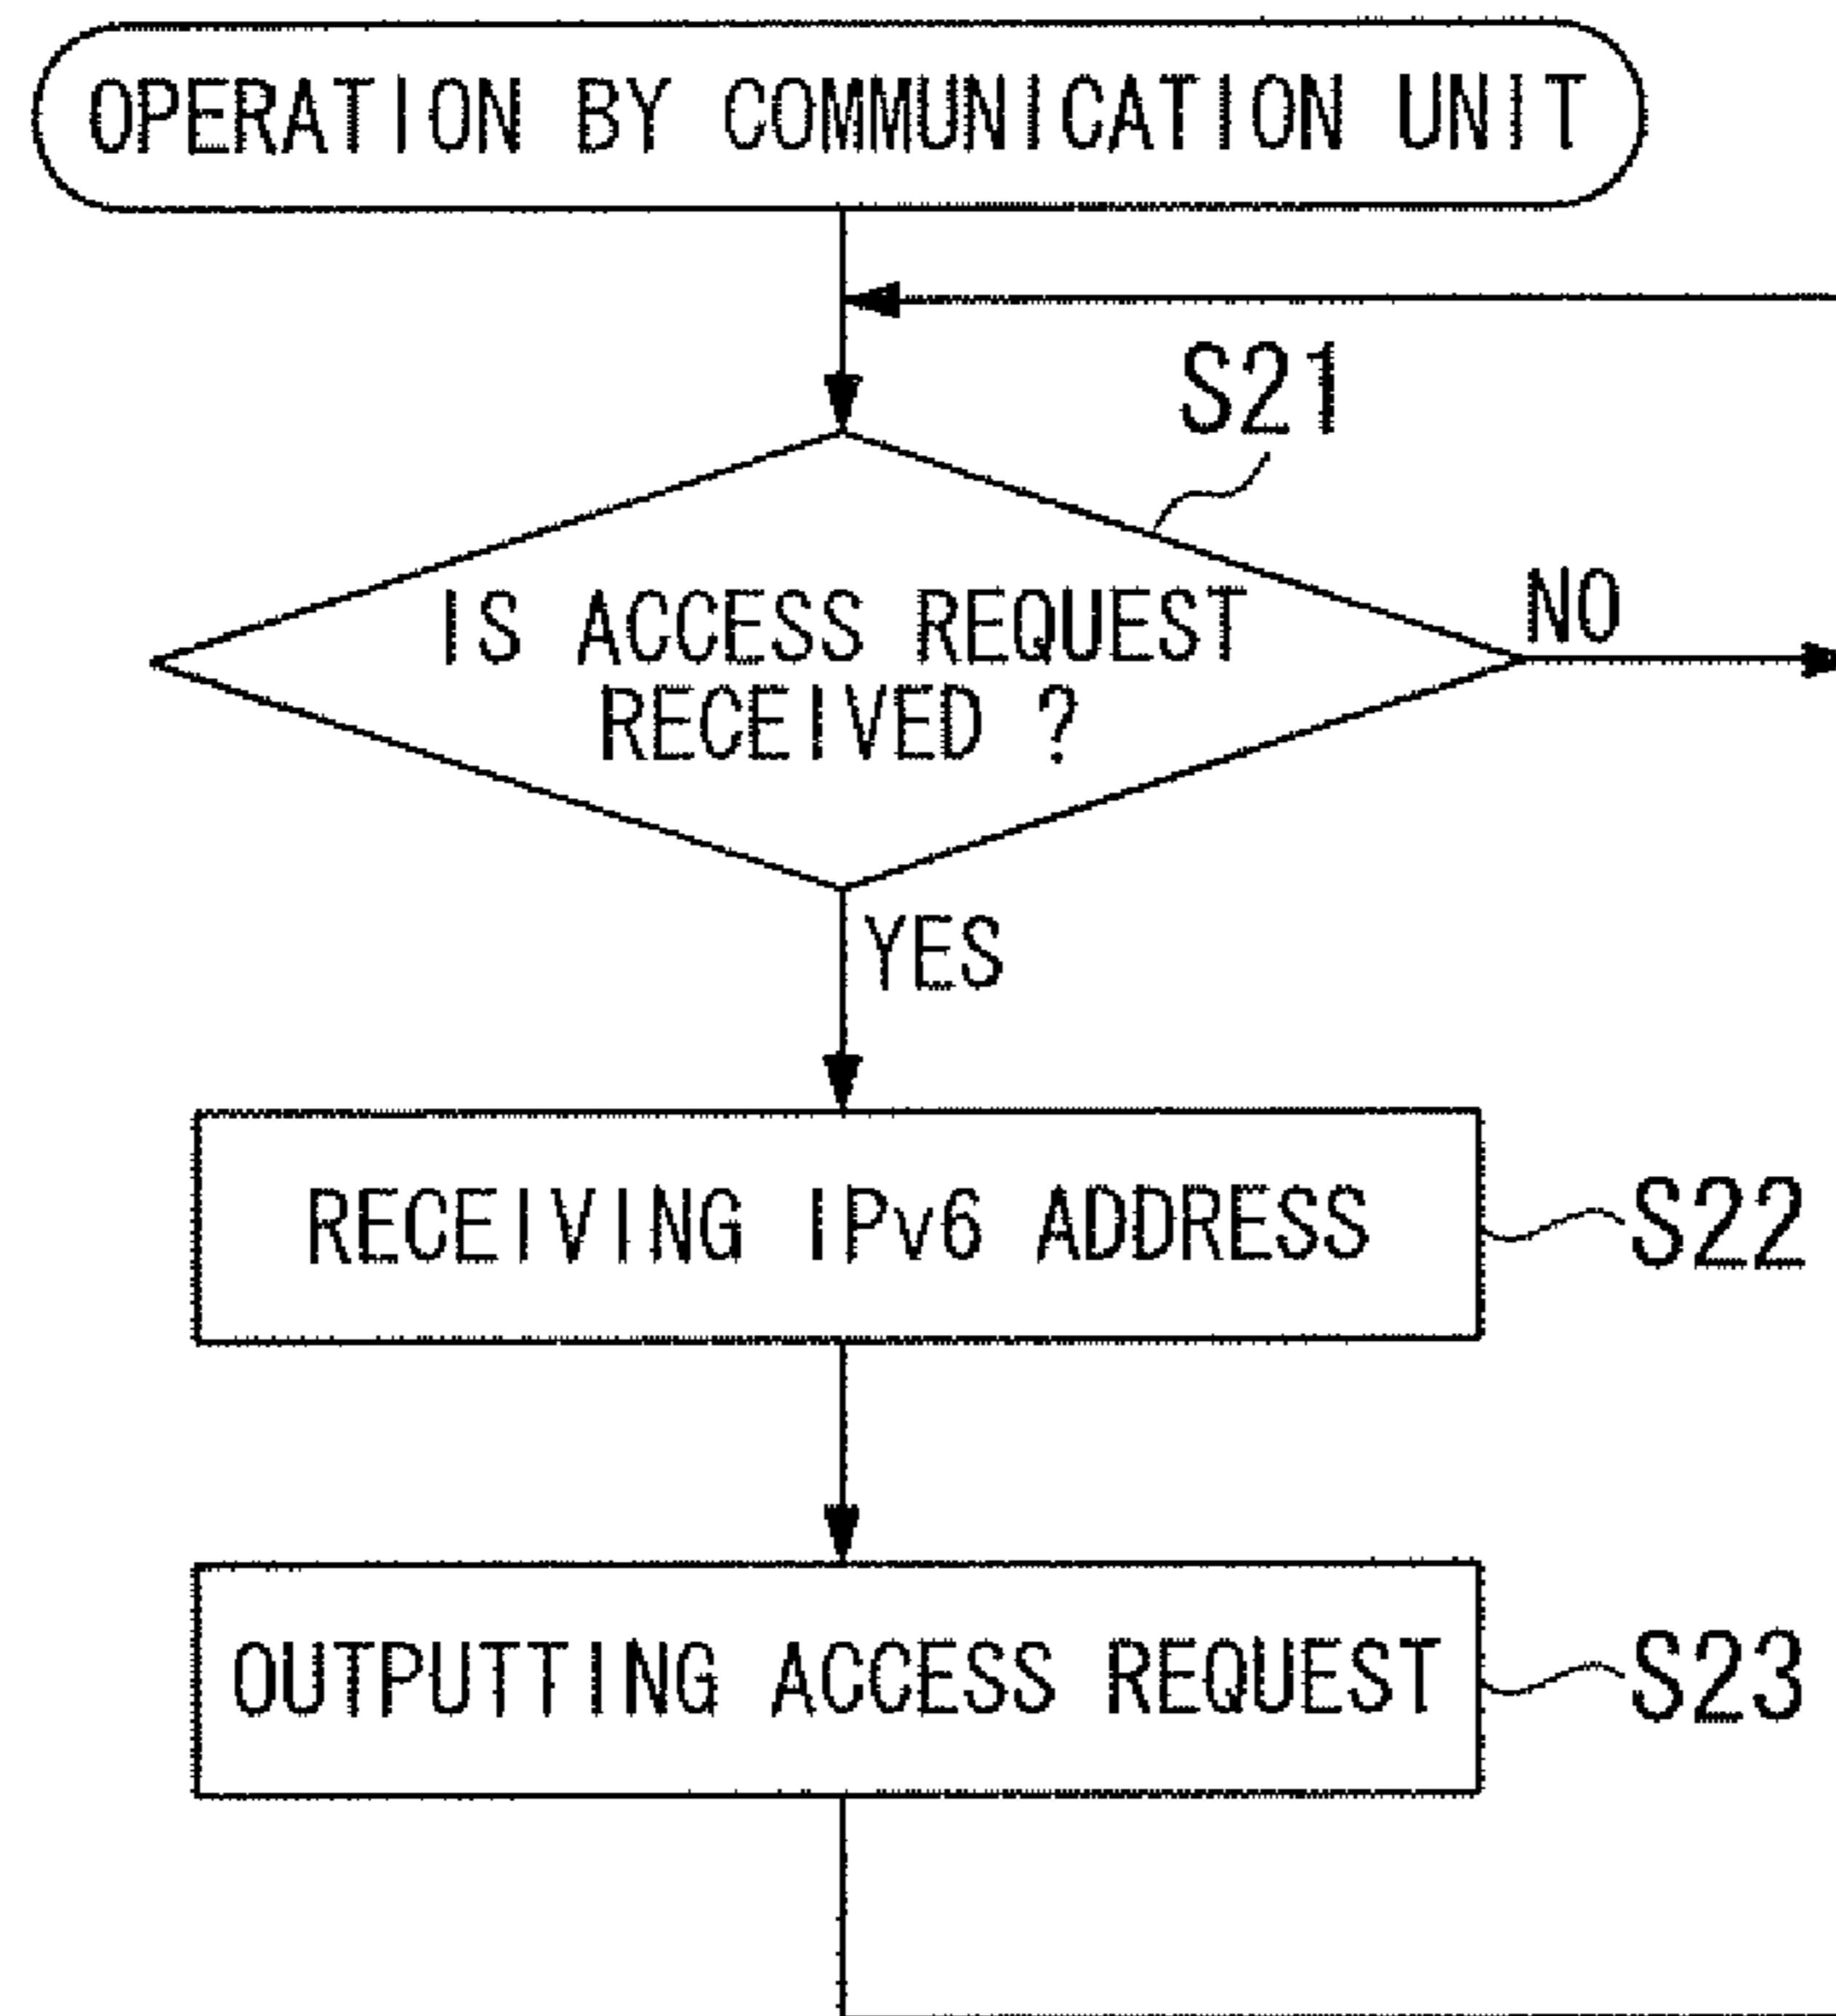 OPERATION BY COMMUNICATION UNIT
S21
IS ACCESS REQUEST
RECEIVED ?
NO
YES
RECEIVING IPv6 ADDRESS
S22
OUTPUTTING ACCESS REQUEST
S23